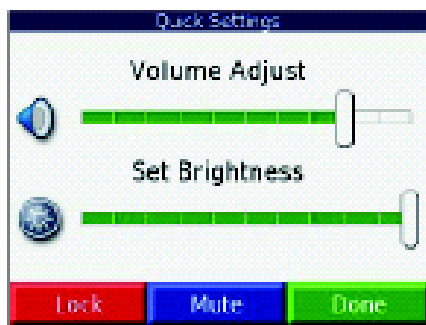 Quick Settings
Volume Adjust
Set Brightness
Lock Mute Done